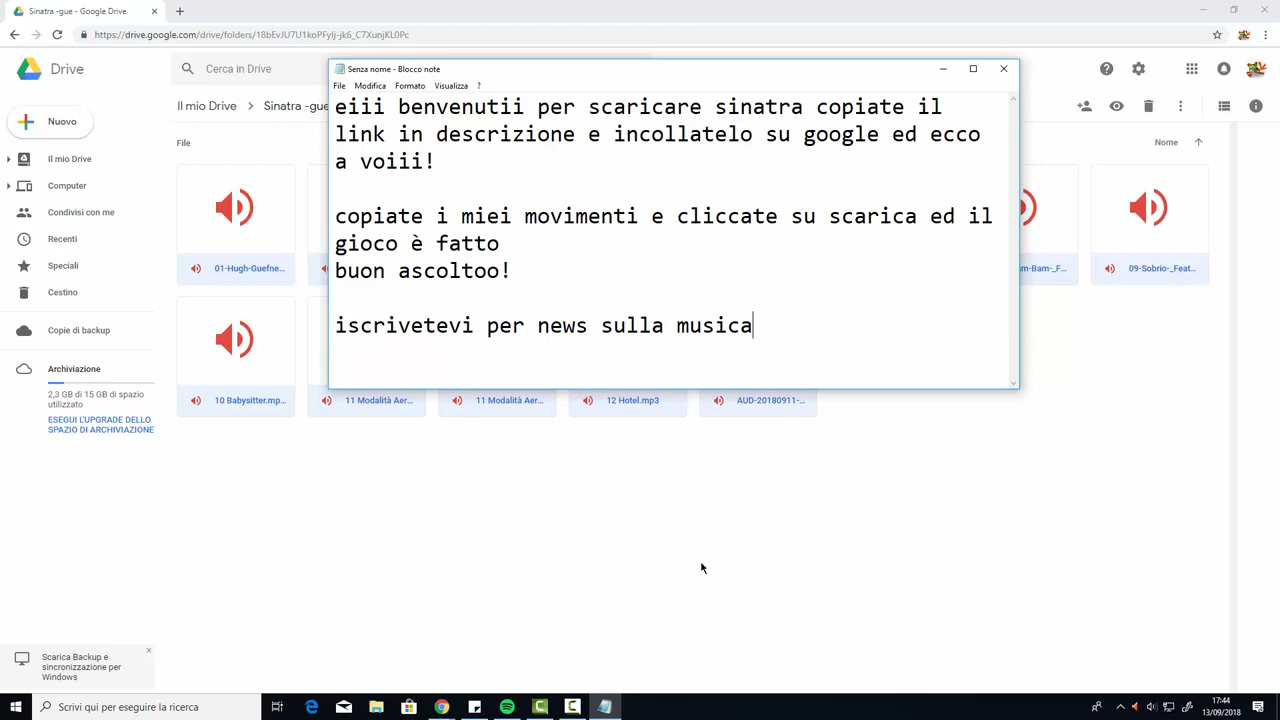 Sinatra -gue - Google Drive
https://drive.google.com/drive/folders/18bEvJU7U1koPFylj-jk6_C7XunjKL0Pc
Drive
Cerca in Drive
Senza nome - Blocco note
File Modifica Formato Visualizza ?
eiii benvenutii per scaricare sinatra copiate il
link in descrizione e incollatelo su google ed ecco
a voiii!
copiate i miei movimenti e cliccate su scarica ed il
gioco è fatto
buon ascoltoo!
iscrivetevi per news sulla musica
Nuovo
Il mio Drive
Sinatra -gue
File
Nome
Il mio Drive
Computer
Condivisi con me
Recenti
Speciali
Cestino
Copie di backup
Archiviazione
2,3 GB di 15 GB di spazio
utilizzato
ESEGUI L'UPGRADE DELLO
SPAZIO DI ARCHIVIAZIONE
01-Hugh-Guefne...
m-Bam-_F...
09-Sobrio-_Feat...
10 Babysitter.mp...
11 Modalità Aer...
11 Modalità Aer...
12 Hotel.mp3
AUD-20180911-...
Scarica Backup e
sincronizzazione per
Windows
Scrivi qui per eseguire la ricerca
17:44
13/09/2018